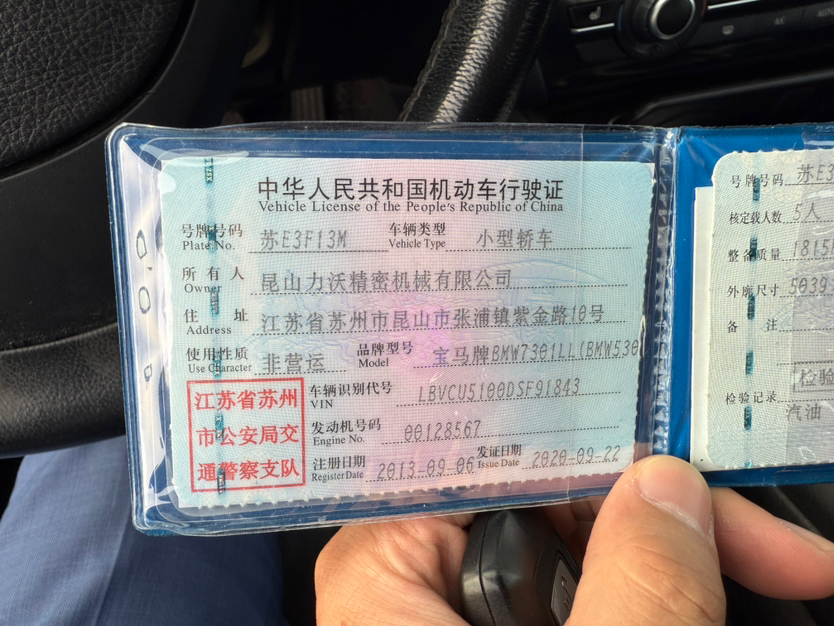 中华人民共和国机动车行驶证
Vehicle License of the People's Republic of China
号牌号码 苏E3F13M 车辆类型 小型轿车
Plate No. Vehicle Type
所有人 昆山力沃精密机械有限公司
Owner
住址 江苏省苏州市昆山市张浦镇紫金路10号
Address
使用性质 非营运 品牌型号 宝马牌BMW7301LL(BMW530
Use Character Model
江苏省苏州
市公安局交
通警察支队
车辆识别代号 LBVCU5100DSF91843
VIN
发动机号码 00128567
Engine No.
注册日期 2013-09-06 发证日期 2020-09-22
Register Date Issue Date
号牌号码 苏E3
核定载人数 5人
整备质量 1815
外廓尺寸 5039
备注
检验
检验记录
汽油